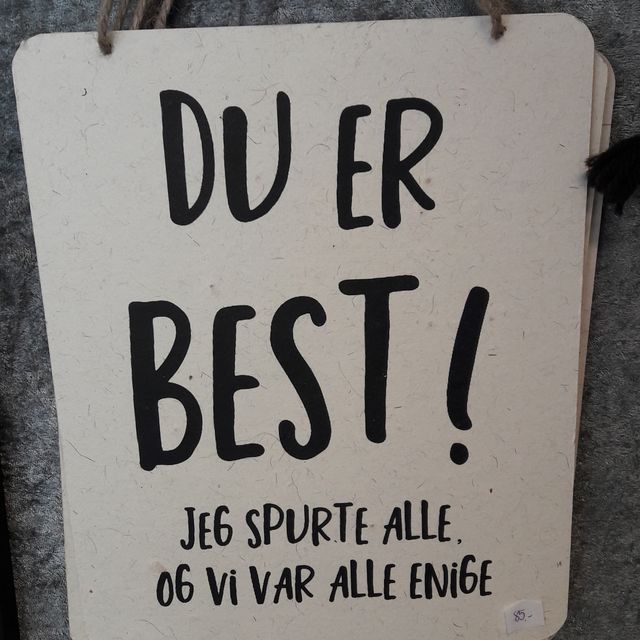 DU ER
BEST!
JEG SPURTE ALLE,
OG Vi VAR ALLE ENiGE
85,-